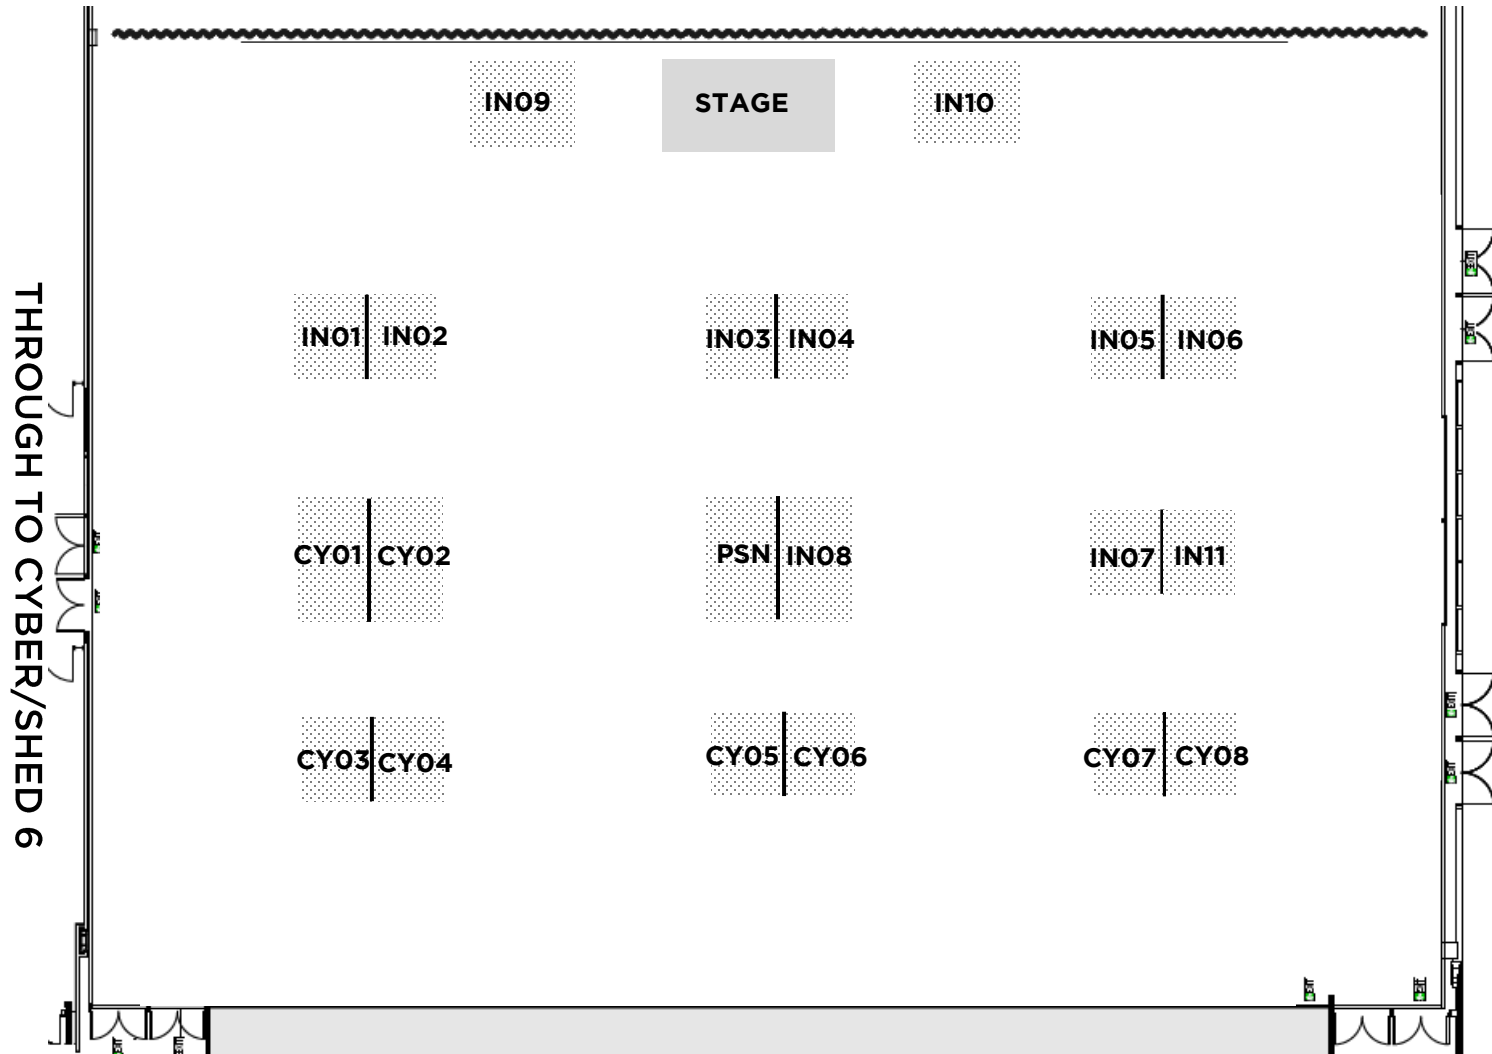 IN09
STAGE
IN10
IN01
IN02
IN03
IN04
IN05
IN06
THROUGH TO CYBER/SHED 6
CY01
CY02
PSN
IN08
IN07
IN11
CY03
CY04
CY05
CY06
CY07
CY08